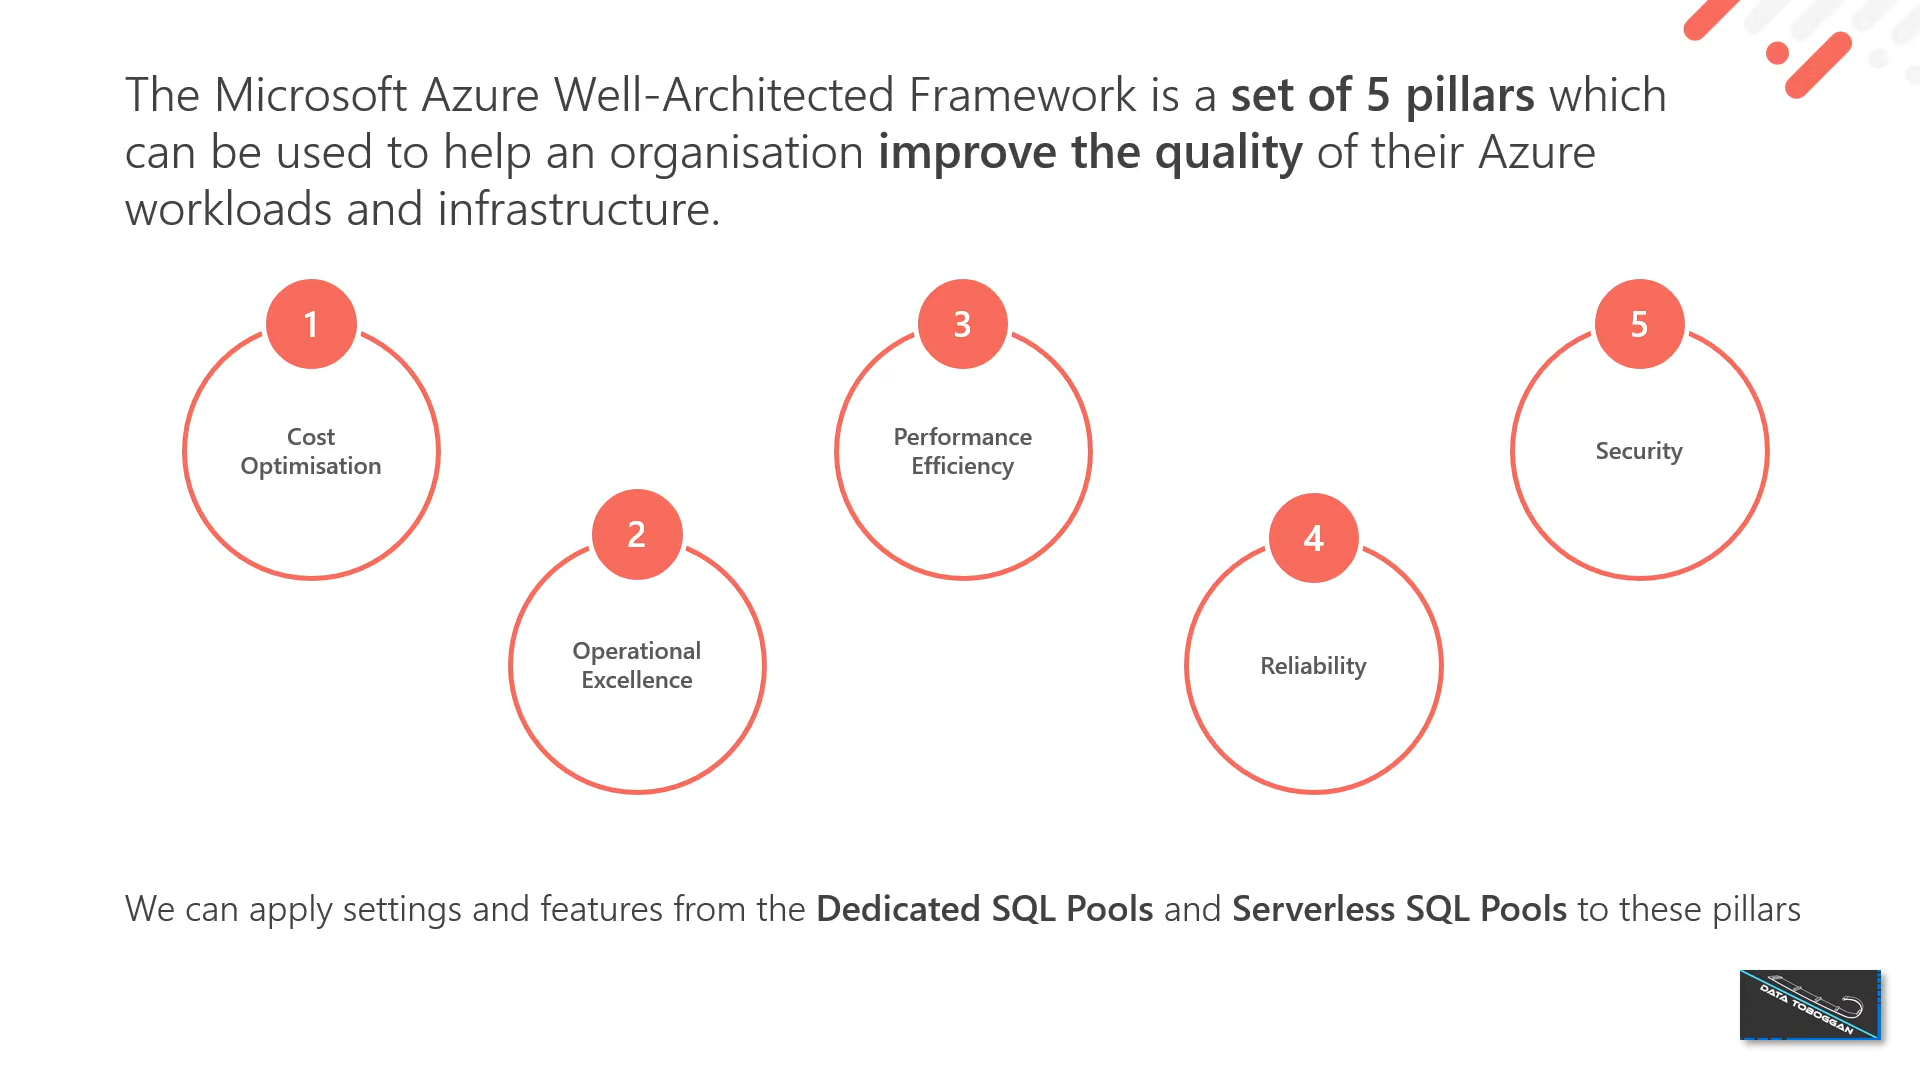 The Microsoft Azure Well-Architected Framework is a set of 5 pillars which
can be used to help an organisation improve the quality of their Azure
workloads and infrastructure.
1
Cost
Optimisation
2
Operational
Excellence
3
Performance
Efficiency
4
Reliability
5
Security
We can apply settings and features from the Dedicated SQL Pools and Serverless SQL Pools to these pillars
DATA TOBOGGAN